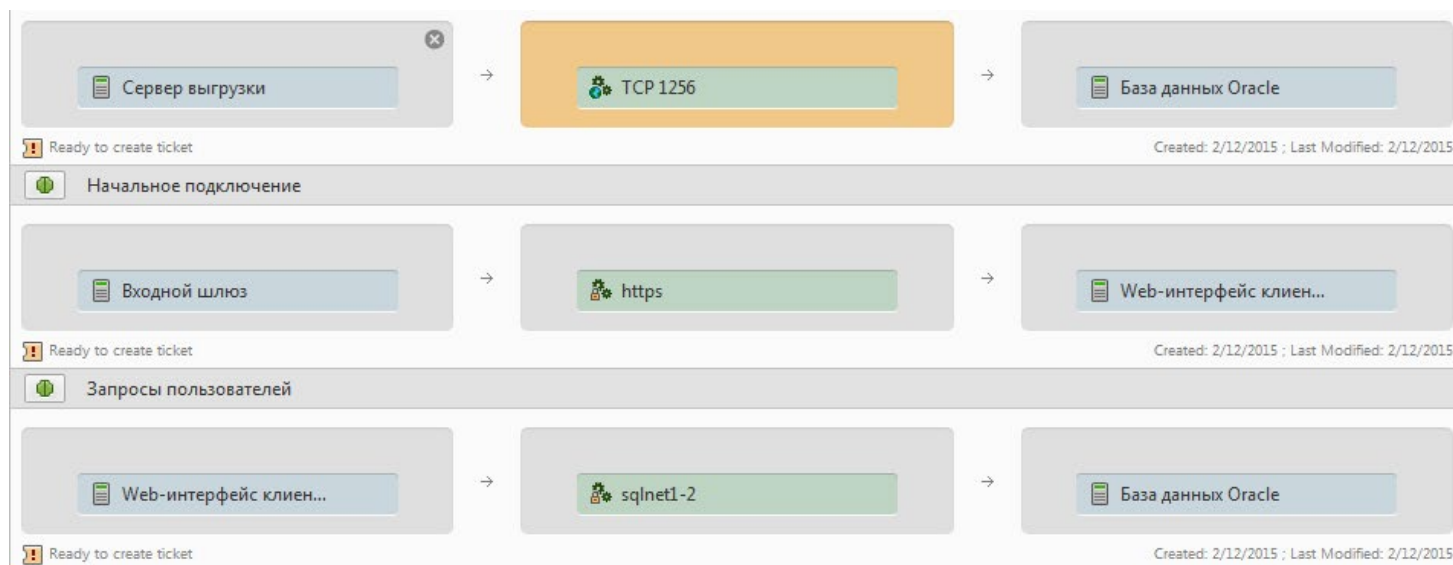 Сервер выгрузки → TCP 1256 → База данных Oracle
Ready to create ticket Created: 2/12/2015 ; Last Modified: 2/12/2015
Начальное подключение
Входной шлюз → https → Web-интерфейс клиен...
Ready to create ticket Created: 2/12/2015 ; Last Modified: 2/12/2015
Запросы пользователей
Web-интерфейс клиен... → sqlnet1-2 → База данных Oracle
Ready to create ticket Created: 2/12/2015 ; Last Modified: 2/12/2015